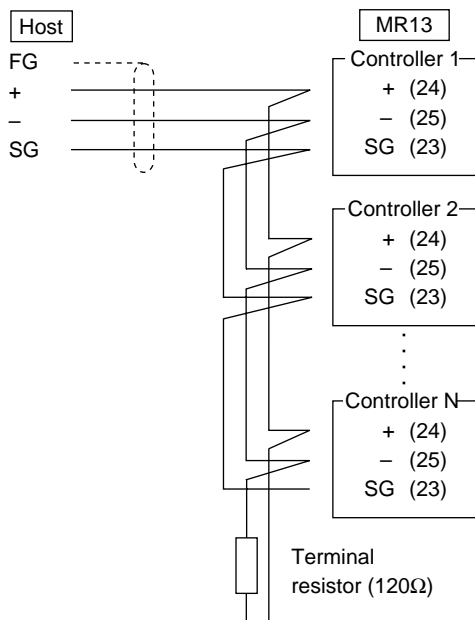 Host
MR13
FG
+
–
SG
Controller 1
+ (24)
– (25)
SG (23)
Controller 2
+ (24)
– (25)
SG (23)
Controller N
+ (24)
– (25)
SG (23)
Terminal
resistor (120Ω)